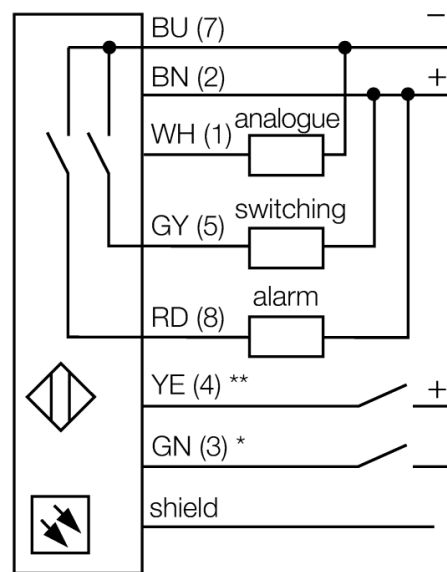 BU (7) −
BN (2) +
analogue
WH (1)
switching
GY (5)
alarm
RD (8)
YE (4) ** +
GN (3) *
shield